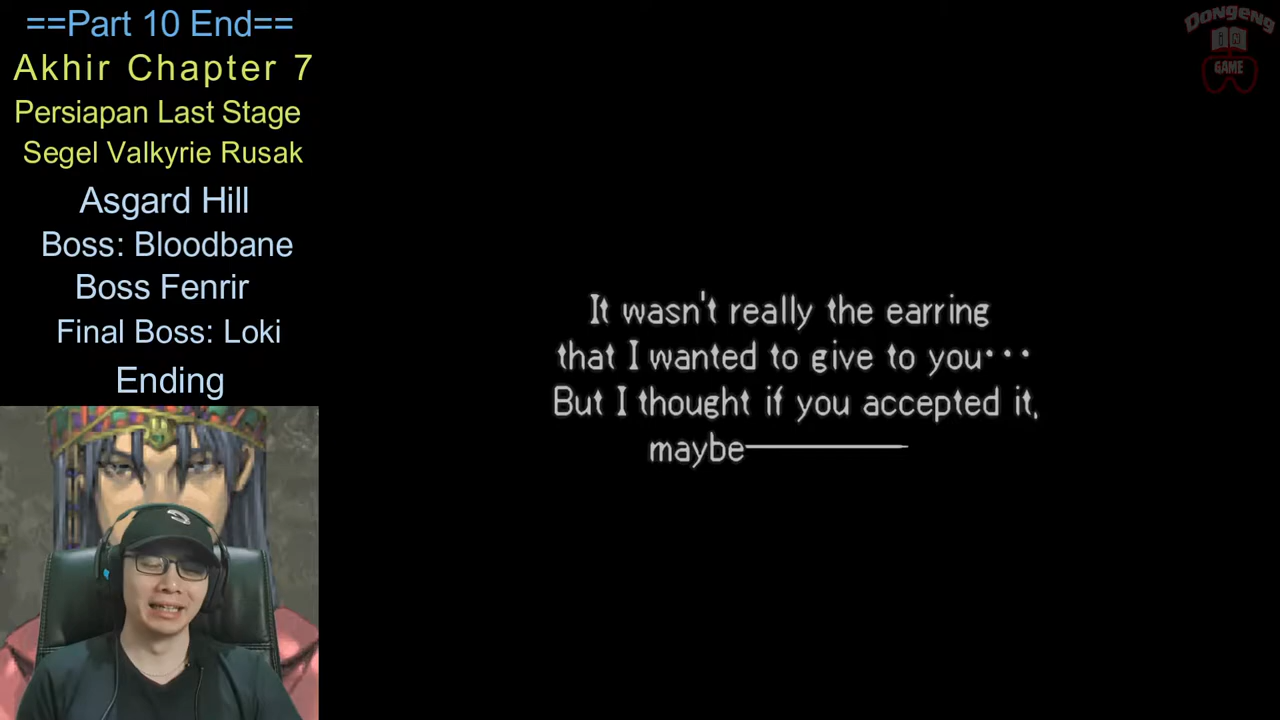 ==Part 10 End==
Akhir Chapter 7
Persiapan Last Stage
Segel Valkyrie Rusak
Asgard Hill
Boss: Bloodbane
Boss Fenrir
Final Boss: Loki
Ending
DONGENG
IN
GAME
It wasn't really the earring
that I wanted to give to you···
But I thought if you accepted it,
maybe————